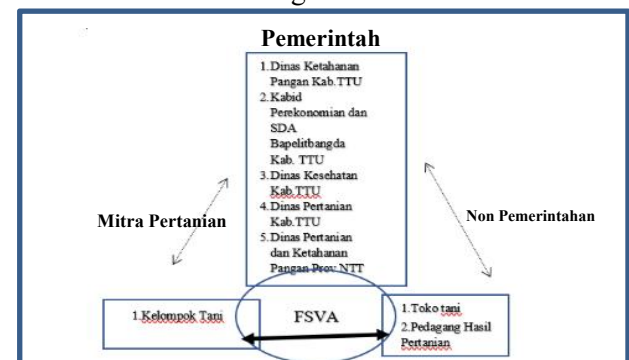 Pemerintah
1.Dinas Ketahanan
Pangan Kab.TTU
2.Kabid
Perekonomian dan
SDA
Bapelitbangda
Kab. TTU
3.Dinas Kesehatan
Kab.TTU
4.Dinas Pertanian
Kab.TTU
5.Dinas Pertanian
dan Ketahanan
Pangan Prov NTT
Mitra Pertanian
Non Pemerintahan
1.Kelompok Tani
FSVA
1.Toko tani
2.Pedagang Hasil
Pertanian